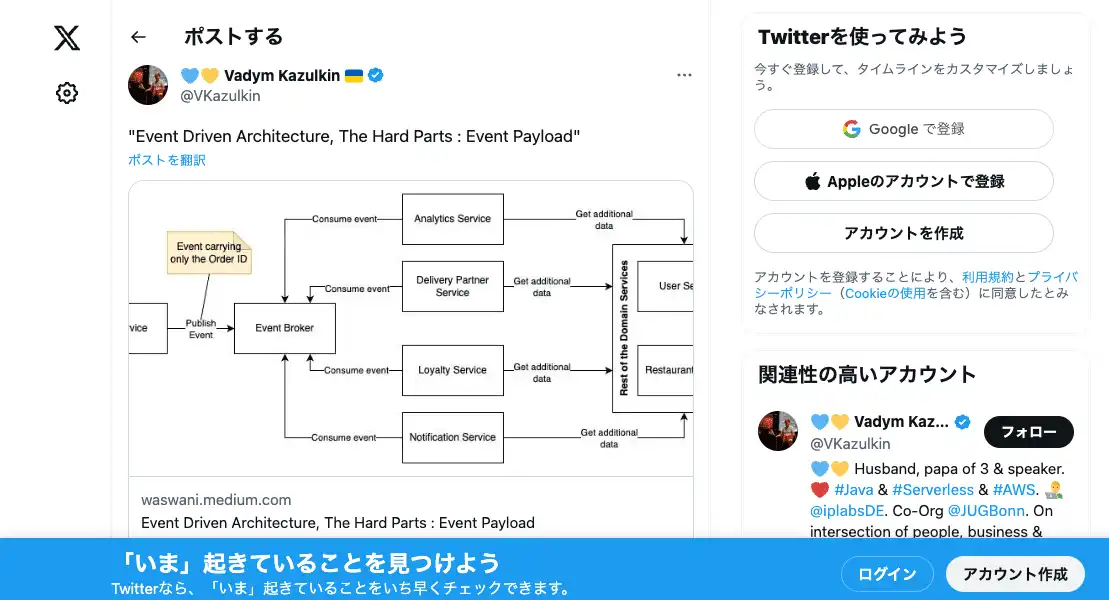 ポストする
Vadym Kazulkin
@VKazulkin
"Event Driven Architecture, The Hard Parts : Event Payload"
ポストを翻訳
Event carrying
only the Order ID
vice
Publish
Event
Event Broker
Consume event
Analytics Service
Get additional
data
Consume event
Delivery Partner
Service
Get additional
data
Consume event
Loyalty Service
Get additional
data
Consume event
Notification Service
Get additional
data
Rest of the Domain Services
User Se
Restaurant
waswani.medium.com
Event Driven Architecture, The Hard Parts : Event Payload
Twitterを使ってみよう
今すぐ登録して、タイムラインをカスタマイズしましょ
う。
Google で登録
Appleのアカウントで登録
アカウントを作成
アカウントを登録することにより、利用規約とプライバ
シーポリシー（Cookieの使用を含む）に同意したとみ
なされます。
関連性の高いアカウント
Vadym Kaz...
@VKazulkin
フォロー
Husband, papa of 3 & speaker.
#Java & #Serverless & #AWS.
@iplabsDE. Co-Org @JUGBonn. On
intersection of people, business &
「いま」起きていることを見つけよう
Twitterなら、「いま」起きていることをいち早くチェックできます。
ログイン
アカウント作成